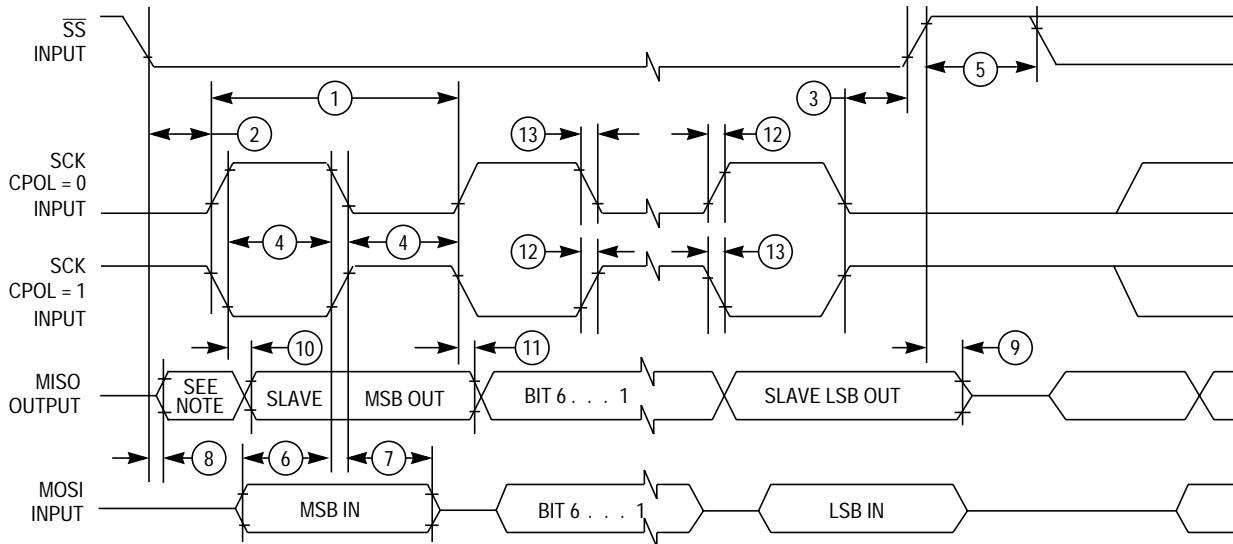 SS
INPUT
5
1
3
2
13
12
SCK
CPOL = 0
INPUT
4
4
SCK
CPOL = 1
INPUT
12
13
10
11
9
MISO
OUTPUT
SEE
NOTE
SLAVE
MSB OUT
BIT 6 . . . 1
SLAVE LSB OUT
8
6
7
MOSI
INPUT
MSB IN
BIT 6 . . . 1
LSB IN